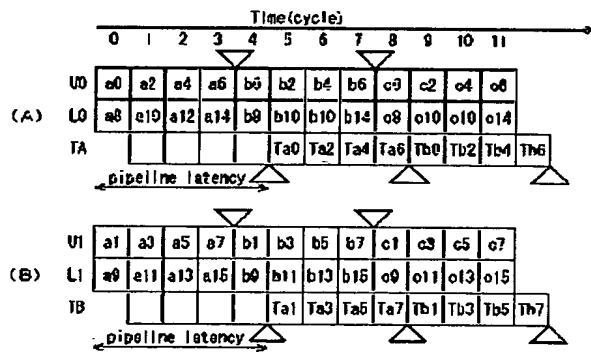 Time(cycle)
0 1 2 3 4 5 6 7 8 9 10 11
U0 a0 a2 a4 a6 b0 b2 b4 b6 c0 c2 c4 c6
(A) L0 a8 a10 a12 a14 b8 b10 b10 b14 c8 c10 c10 c14
TA Ta0 Ta2 Ta4 Ta6 Tb0 Tb2 Tb4 Tb6
pipeline latency
U1 a1 a3 a5 a7 b1 b3 b5 b7 c1 c3 c5 c7
(B) L1 a9 a11 a13 a15 b9 b11 b13 b15 c9 c11 c13 c15
TB Ta1 Ta3 Ta5 Ta7 Tb1 Tb3 Tb5 Tb7
pipeline latency